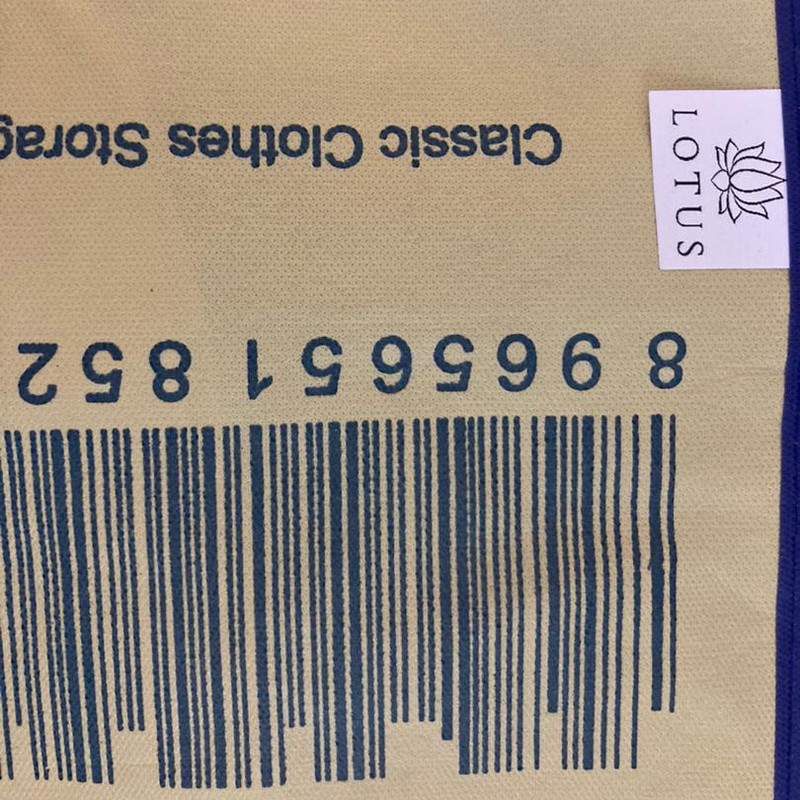 8 965651 852
Classic Clothes Storag
LOTUS